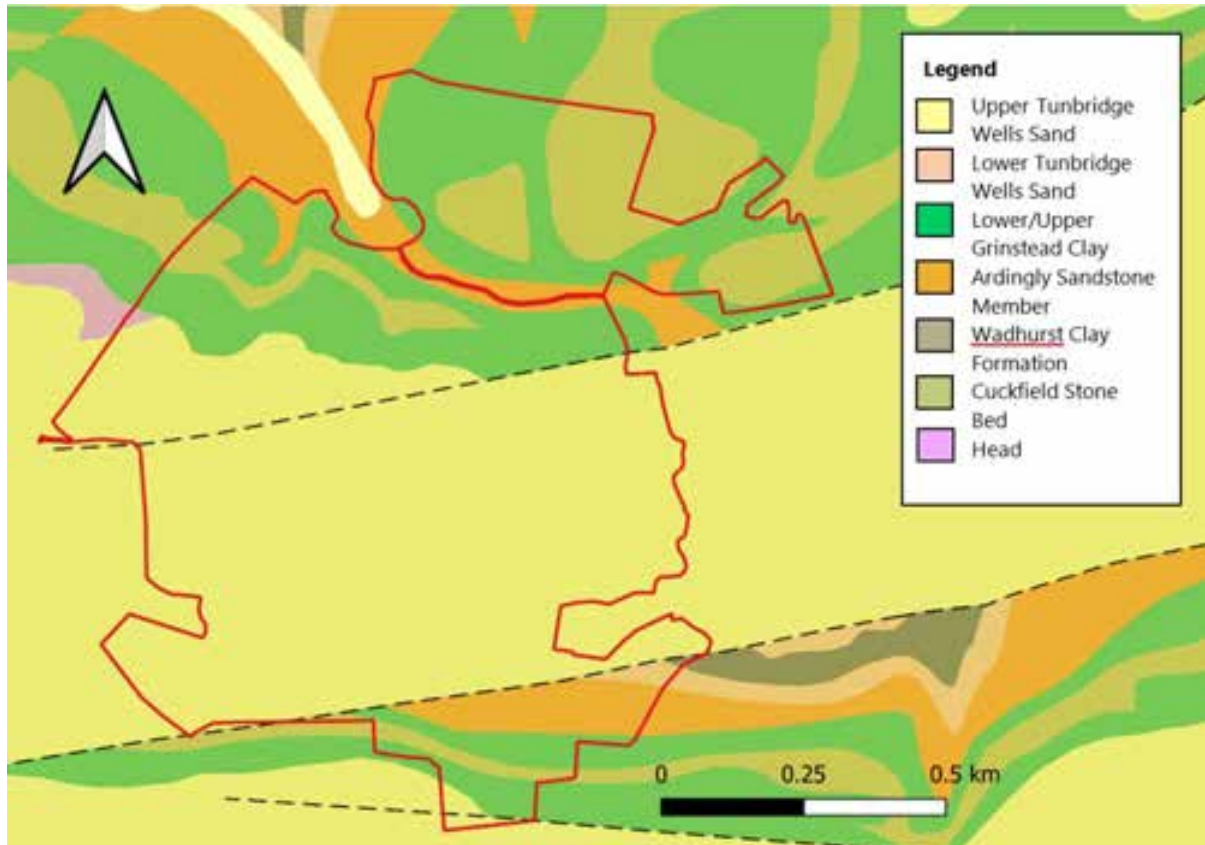 Legend
Upper Tunbridge
Wells Sand
Lower Tunbridge
Wells Sand
Lower/Upper
Grinstead Clay
Ardingly Sandstone
Member
Wadhurst Clay
Formation
Cuckfield Stone
Bed
Head
0 0.25 0.5 km